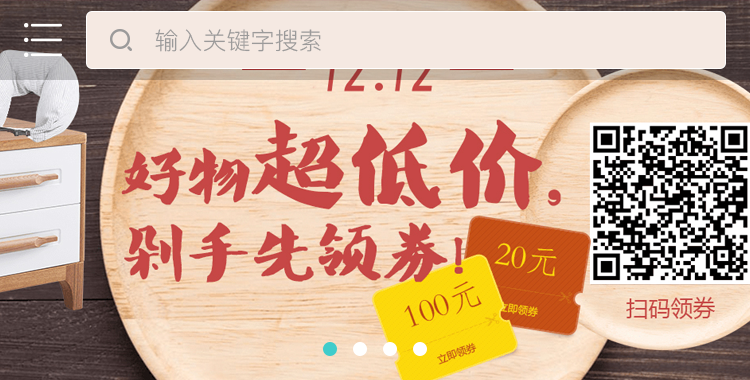 输入关键字搜索
12.12
好物超低价，
剁手先领券！
20元
立即领券
100元
立即领券
扫码领券